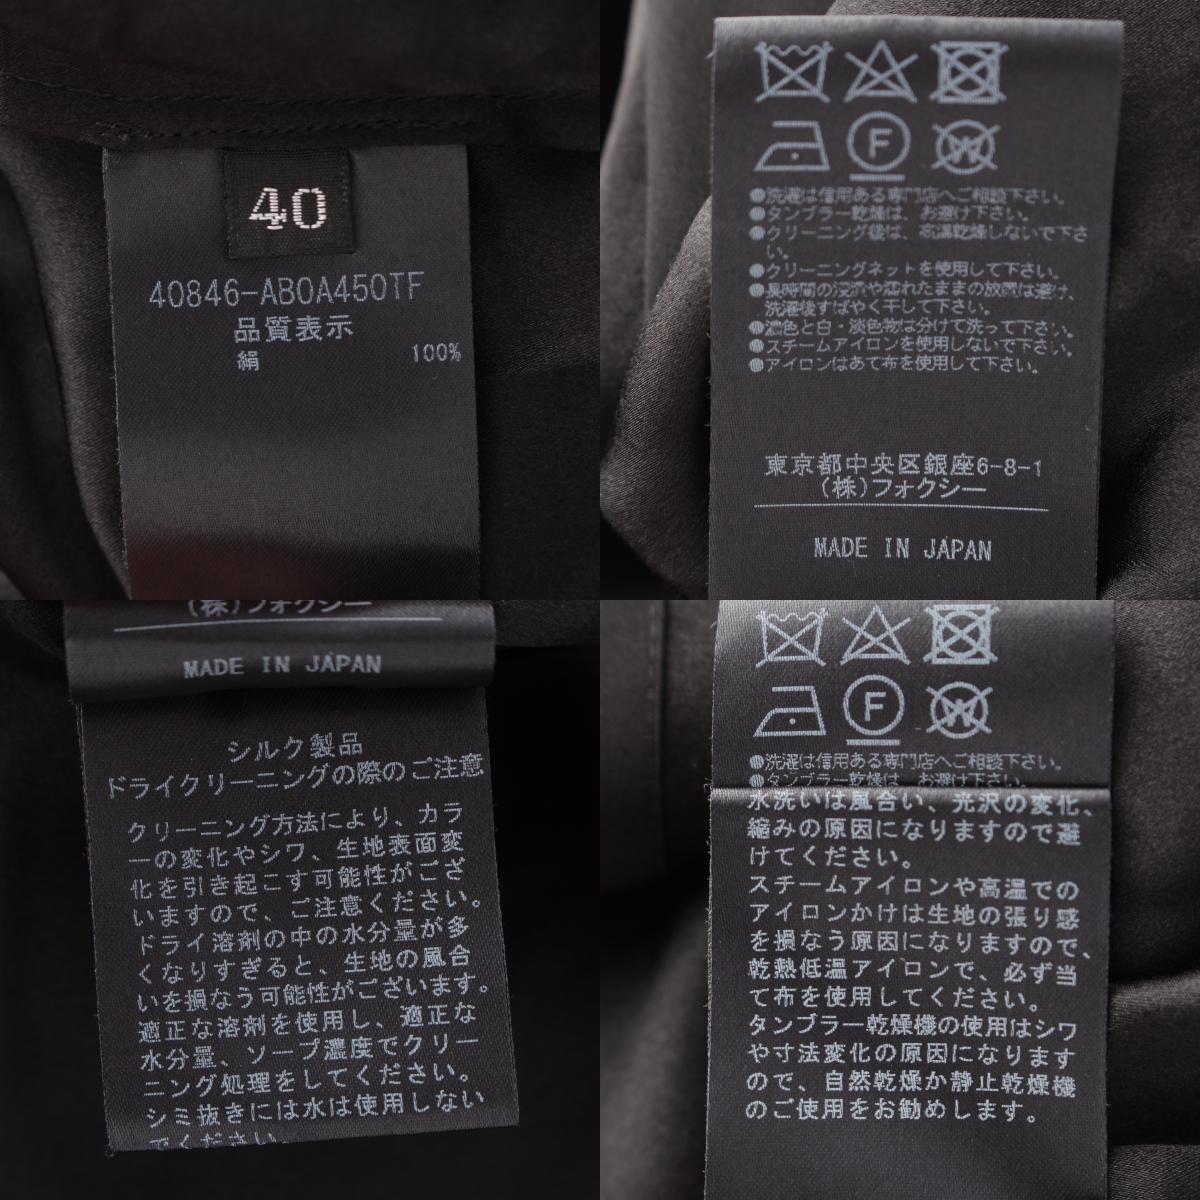 40
40846-AB0A450TF
品質表示
絹 100%
F
W
●洗濯は信用ある専門店へご相談下さい。
●タンブラー乾燥は、お避け下さい。
●クリーニング後は、高温乾燥しないで下さ
い。
●クリーニングネットを使用して下さい。
●長時間の浸漬や濡れたままの放置は避け、
洗濯後すばやく干して下さい。
●濃色と白・淡色物は分けて洗って下さい。
●スチームアイロンを使用しないで下さい。
●アイロンはあて布を使用して下さい。
東京都中央区銀座6-8-1
(株)フォクシー
MADE IN JAPAN
(株)フォクシー
MADE IN JAPAN
シルク製品
ドライクリーニングの際のご注意
クリーニング方法により、カラ
ーの変化やシワ、生地表面変
化を引き起こす可能性がござ
いますので、ご注意ください。
ドライ溶剤の中の水分量が多
くなりすぎると、生地の風合
いを損なう可能性がございます。
適正な溶剤を使用し、適正な
水分量、ソープ濃度でクリー
ニング処理をしてください。
シミ抜きには水は使用しない
でください。
F
W
●洗濯は信用ある専門店へご相談下さい。
●タンブラー乾燥は、お避け下さい。
水洗いは風合い、光沢の変化、
縮みの原因になりますので避
けてください。
スチームアイロンや高温での
アイロンかけは生地の張り感
を損なう原因になりますので、
乾熱低温アイロンで、必ず当
て布を使用してください。
タンブラー乾燥機の使用はシワ
や寸法変化の原因になります
ので、自然乾燥か静止乾燥機
のご使用をお勧めします。